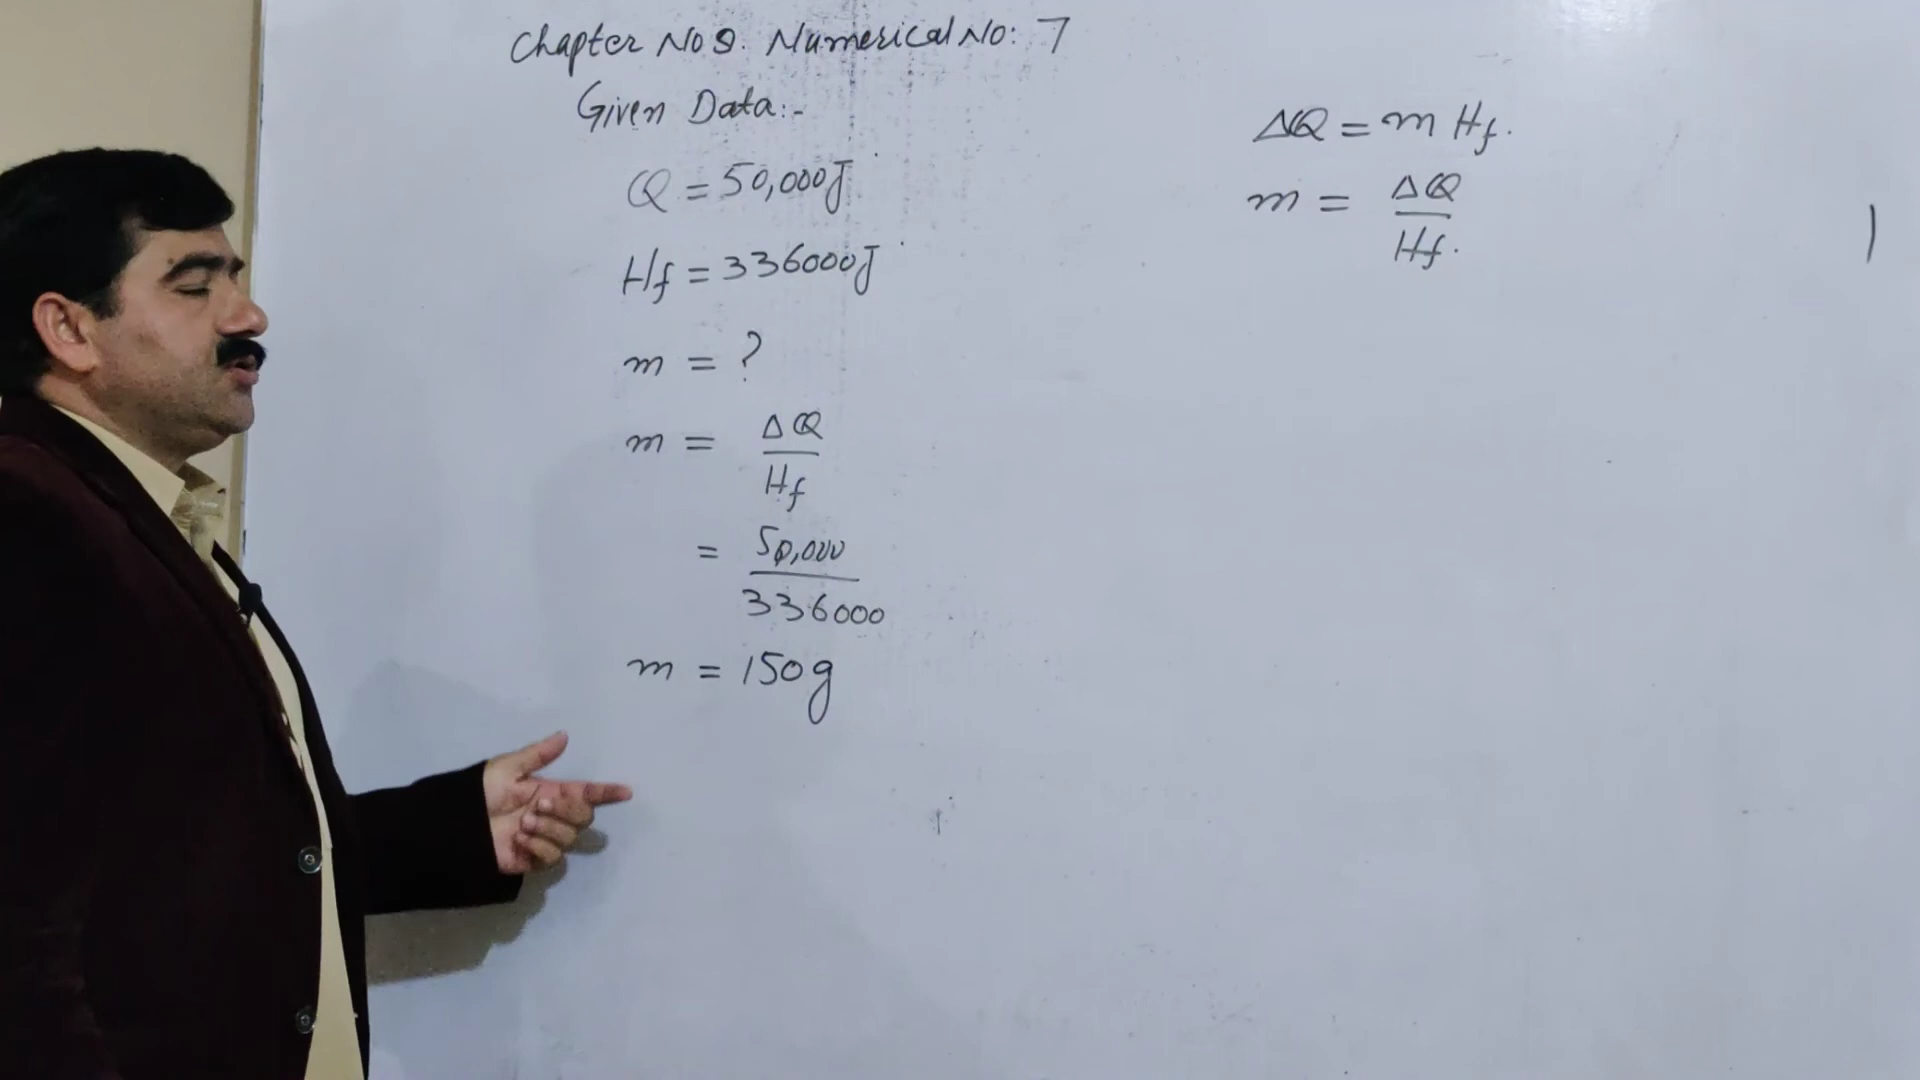 Chapter No 9. Numerical No: 7
Given Data:-
Q = 50,000J
Hf = 336000J
m = ?
m = ΔQ
Hf
= 50,000
336000
m = 150g
ΔQ = m Hf.
m = ΔQ
Hf.